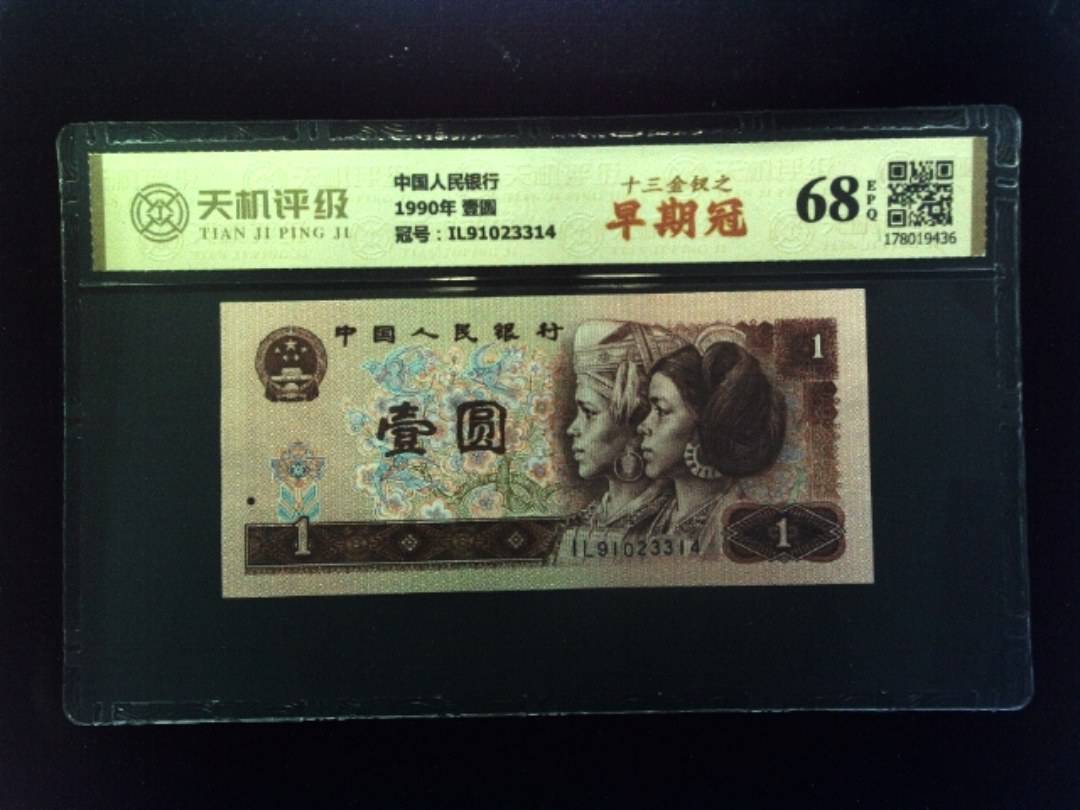 天机评级
TIAN JI PING JI
中国人民银行
1990年 壹圆
冠号：IL91023314
十三金钗之
早期冠
68
EPQ
178019436
中国人民银行
1
壹圆
1
IL91023314
1